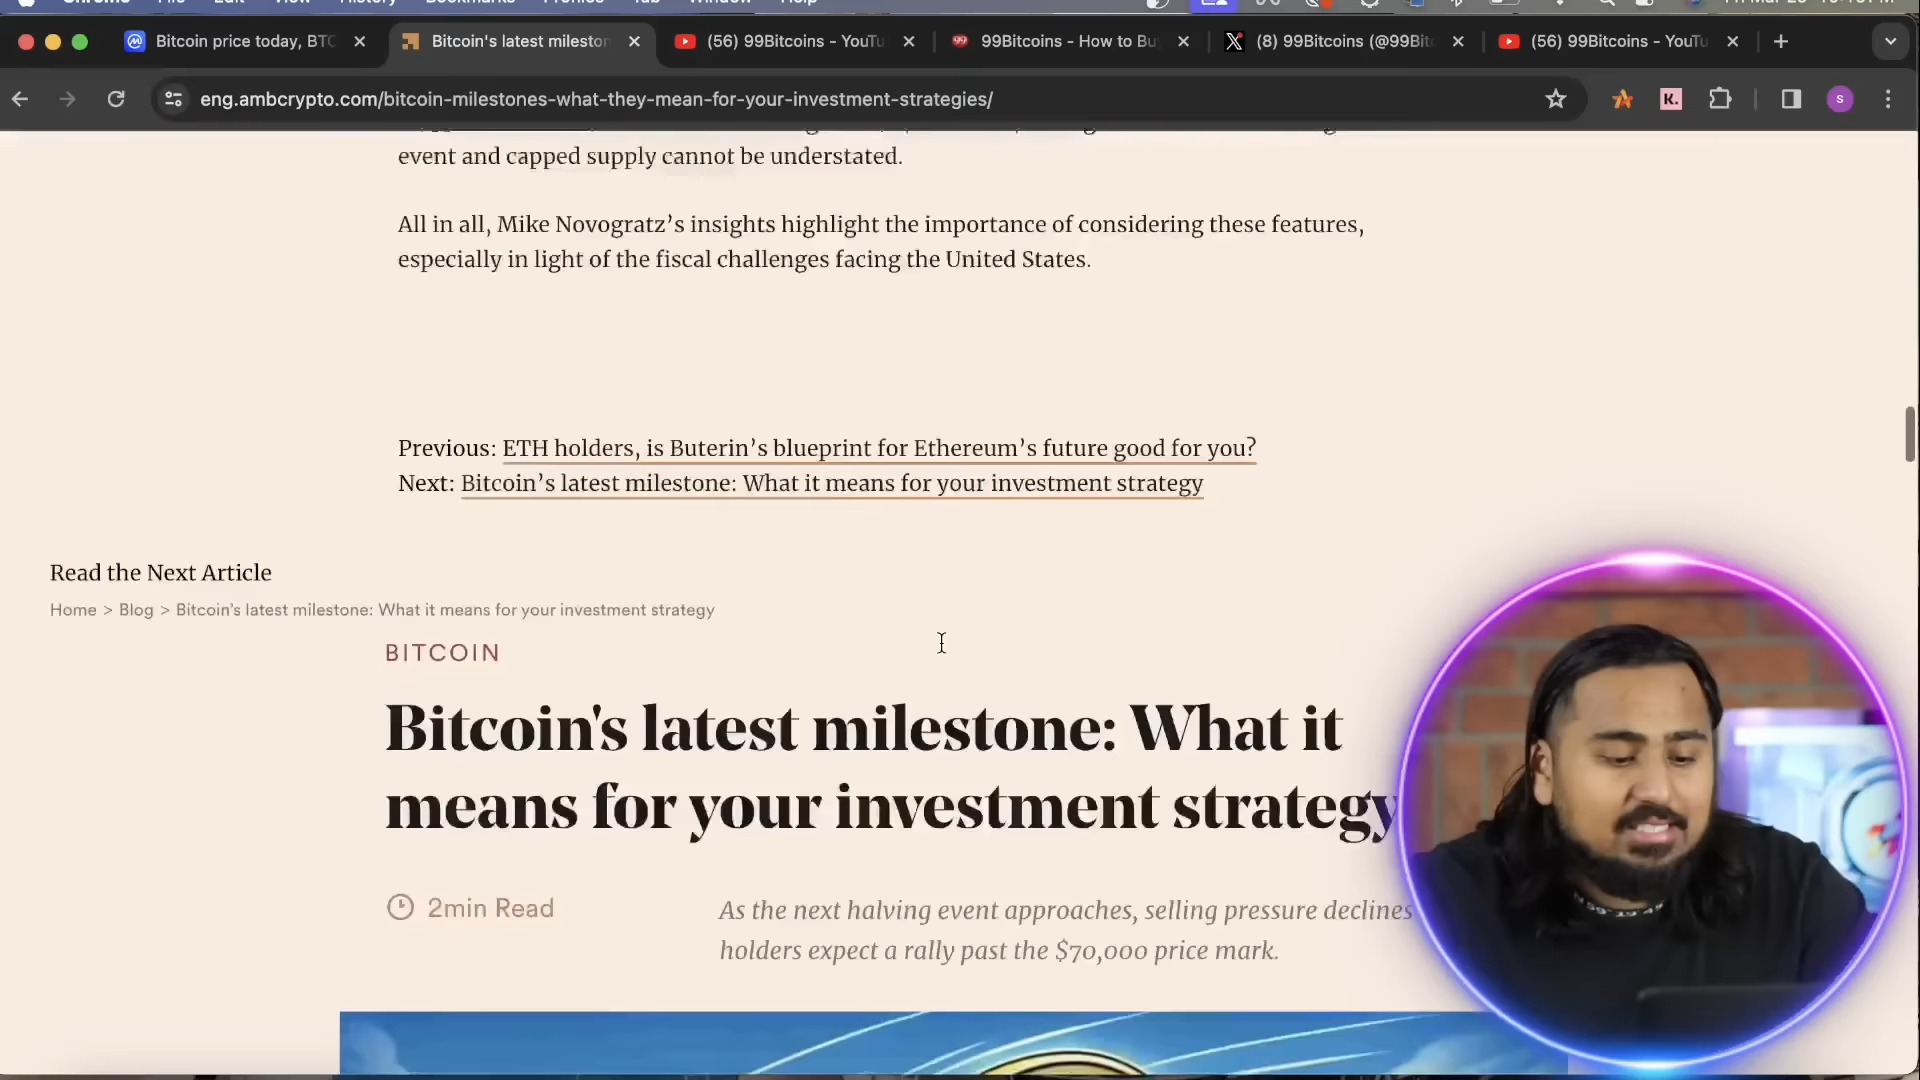 Bitcoin price today, BTC
Bitcoin's latest mileston
(56) 99Bitcoins - YouTu
99Bitcoins - How to Bu
(8) 99Bitcoins (@99Bit
(56) 99Bitcoins - YouTu
eng.ambcrypto.com/bitcoin-milestones-what-they-mean-for-your-investment-strategies/
K.
S
event and capped supply cannot be understated.
All in all, Mike Novogratz’s insights highlight the importance of considering these features,
especially in light of the fiscal challenges facing the United States.
Previous: ETH holders, is Buterin’s blueprint for Ethereum’s future good for you?
Next: Bitcoin’s latest milestone: What it means for your investment strategy
Read the Next Article
Home > Blog > Bitcoin’s latest milestone: What it means for your investment strategy
BITCOIN
Bitcoin's latest milestone: What it
means for your investment strategy
2min Read
As the next halving event approaches, selling pressure declines
holders expect a rally past the $70,000 price mark.